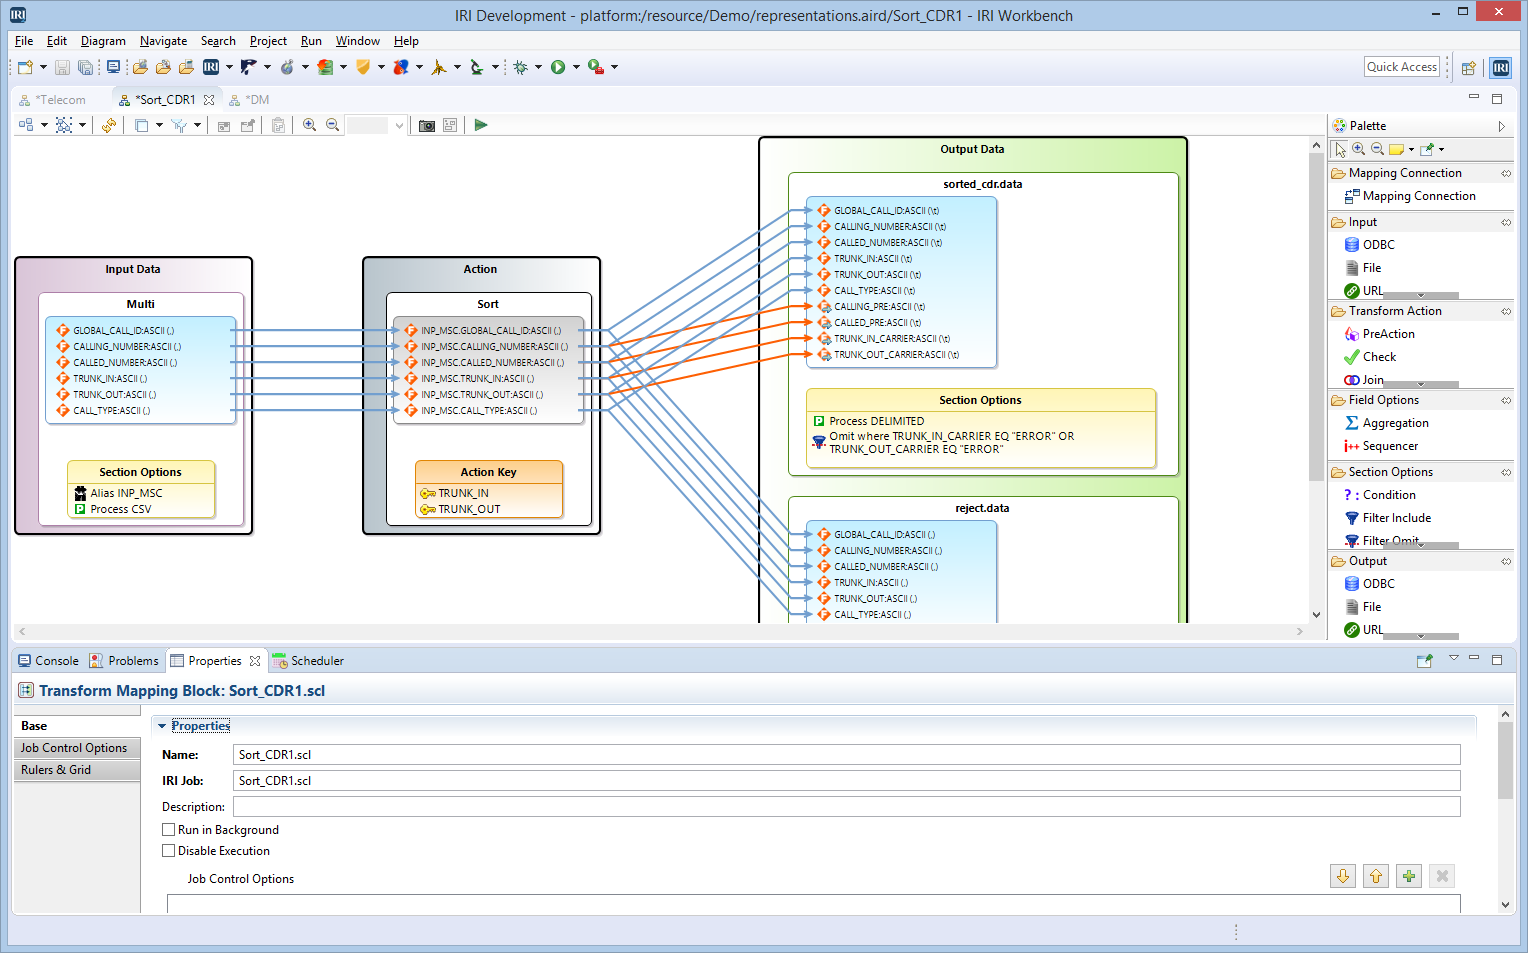 IRI
IRI Development - platform:/resource/Demo/representations.aird/Sort_CDR1 - IRI Workbench
File Edit Diagram Navigate Search Project Run Window Help
IRI
Quick Access
IRI
*Telecom
*Sort_CDR1
*DM
Input Data
Multi
GLOBAL_CALL_ID:ASCII (,)
CALLING_NUMBER:ASCII (,)
CALLED_NUMBER:ASCII (,)
TRUNK_IN:ASCII (,)
TRUNK_OUT:ASCII (,)
CALL_TYPE:ASCII (,)
Section Options
Alias INP_MSC
Process CSV
Action
Sort
INP_MSC.GLOBAL_CALL_ID:ASCII (,)
INP_MSC.CALLING_NUMBER:ASCII (,)
INP_MSC.CALLED_NUMBER:ASCII (,)
INP_MSC.TRUNK_IN:ASCII (,)
INP_MSC.TRUNK_OUT:ASCII (,)
INP_MSC.CALL_TYPE:ASCII (,)
Action Key
TRUNK_IN
TRUNK_OUT
Output Data
sorted_cdr.data
GLOBAL_CALL_ID:ASCII (\t)
CALLING_NUMBER:ASCII (\t)
CALLED_NUMBER:ASCII (\t)
TRUNK_IN:ASCII (\t)
TRUNK_OUT:ASCII (\t)
CALL_TYPE:ASCII (\t)
CALLING_PRE:ASCII (\t)
CALLED_PRE:ASCII (\t)
TRUNK_IN_CARRIER:ASCII (\t)
TRUNK_OUT_CARRIER:ASCII (\t)
Section Options
Process DELIMITED
Omit where TRUNK_IN_CARRIER EQ "ERROR" OR
TRUNK_OUT_CARRIER EQ "ERROR"
reject.data
GLOBAL_CALL_ID:ASCII (,)
CALLING_NUMBER:ASCII (,)
CALLED_NUMBER:ASCII (,)
TRUNK_IN:ASCII (,)
TRUNK_OUT:ASCII (,)
CALL_TYPE:ASCII (,)
Palette
Mapping Connection
Mapping Connection
Input
ODBC
File
URL
Transform Action
PreAction
Check
Join
Field Options
Aggregation
Sequencer
Section Options
Condition
Filter Include
Filter Omit
Output
ODBC
File
URL
Console
Problems
Properties
Scheduler
Transform Mapping Block: Sort_CDR1.scl
Base
Job Control Options
Rulers & Grid
Properties
Name: Sort_CDR1.scl
IRI Job: Sort_CDR1.scl
Description:
Run in Background
Disable Execution
Job Control Options